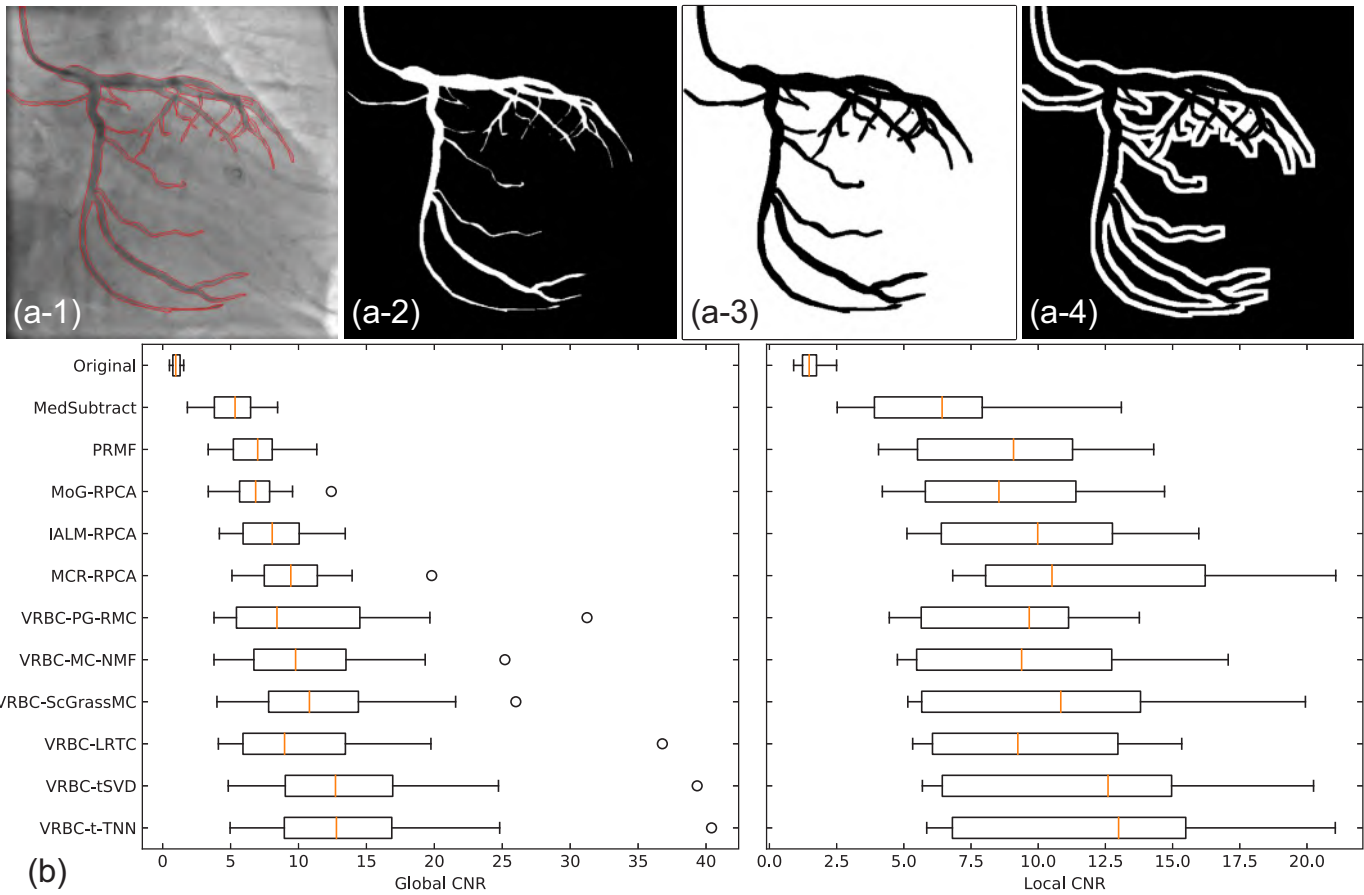 (a-1) (a-2) (a-3) (a-4)
Original
MedSubtract
PRMF
MoG-RPCA
IALM-RPCA
MCR-RPCA
VRBC-PG-RMC
VRBC-MC-NMF
VRBC-ScGrassMC
VRBC-LRTC
VRBC-tSVD
VRBC-t-TNN
0 5 10 15 20 25 30 35 40
0.0 2.5 5.0 7.5 10.0 12.5 15.0 17.5 20.0
(b) Global CNR Local CNR